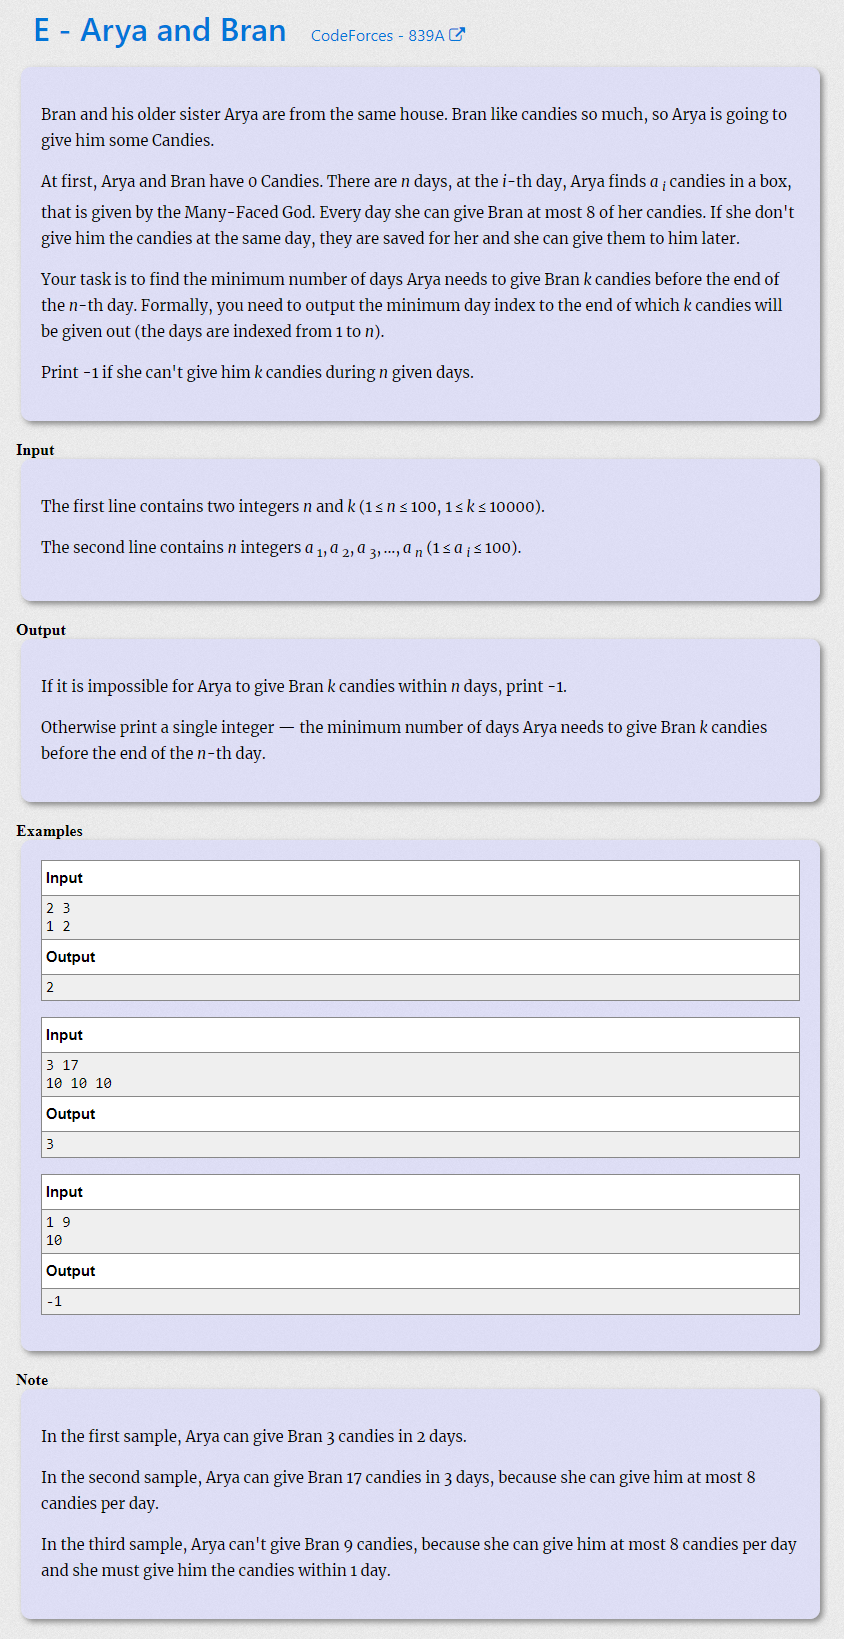 E - Arya and Bran CodeForces - 839A
Bran and his older sister Arya are from the same house. Bran like candies so much, so Arya is going to
give him some Candies.
At first, Arya and Bran have 0 Candies. There are n days, at the i-th day, Arya finds a i candies in a box,
that is given by the Many-Faced God. Every day she can give Bran at most 8 of her candies. If she don't
give him the candies at the same day, they are saved for her and she can give them to him later.
Your task is to find the minimum number of days Arya needs to give Bran k candies before the end of
the n-th day. Formally, you need to output the minimum day index to the end of which k candies will
be given out (the days are indexed from 1 to n).
Print -1 if she can't give him k candies during n given days.
Input
The first line contains two integers n and k (1 ≤ n ≤ 100, 1 ≤ k ≤ 10000).
The second line contains n integers a 1, a 2, a 3, ..., a n (1 ≤ a i ≤ 100).
Output
If it is impossible for Arya to give Bran k candies within n days, print -1.
Otherwise print a single integer — the minimum number of days Arya needs to give Bran k candies
before the end of the n-th day.
Examples
Input
2 3
1 2
Output
2
Input
3 17
10 10 10
Output
3
Input
1 9
10
Output
-1
Note
In the first sample, Arya can give Bran 3 candies in 2 days.
In the second sample, Arya can give Bran 17 candies in 3 days, because she can give him at most 8
candies per day.
In the third sample, Arya can't give Bran 9 candies, because she can give him at most 8 candies per day
and she must give him the candies within 1 day.